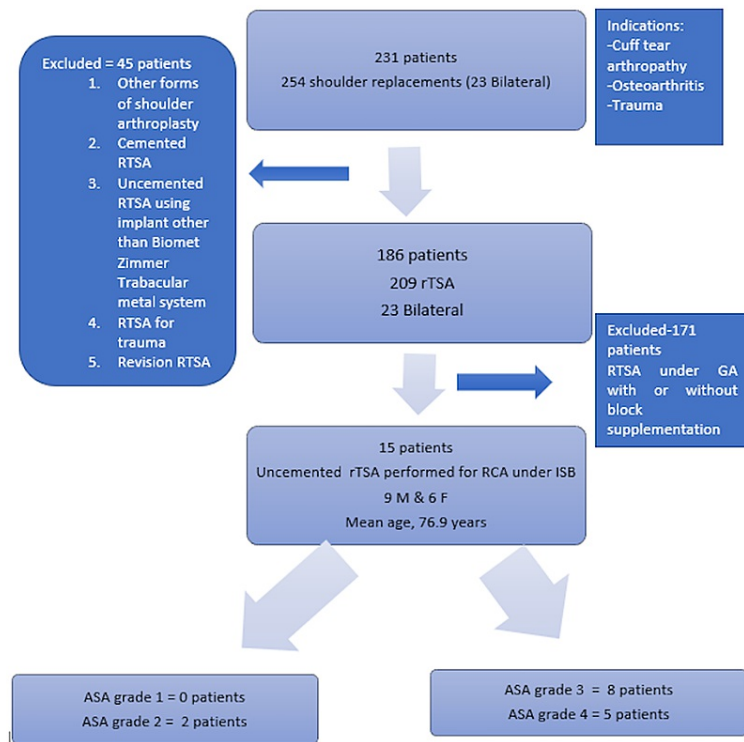 231 patients
254 shoulder replacements (23 Bilateral)
Indications:
-Cuff tear
arthropathy
-Osteoarthritis
-Trauma
Excluded = 45 patients
1. Other forms
of shoulder
arthroplasty
2. Cemented
RTSA
3. Uncemented
RTSA using
implant other
than Biomet
Zimmer
Trabacular
metal system
4. RTSA for
trauma
5. Revision RTSA
186 patients
209 rTSA
23 Bilateral
Excluded-171
patients
RTSA under GA
with or without
block
supplementation
15 patients
Uncemented rTSA performed for RCA under ISB
9 M & 6 F
Mean age, 76.9 years
ASA grade 1 = 0 patients
ASA grade 2 = 2 patients
ASA grade 3 = 8 patients
ASA grade 4 = 5 patients